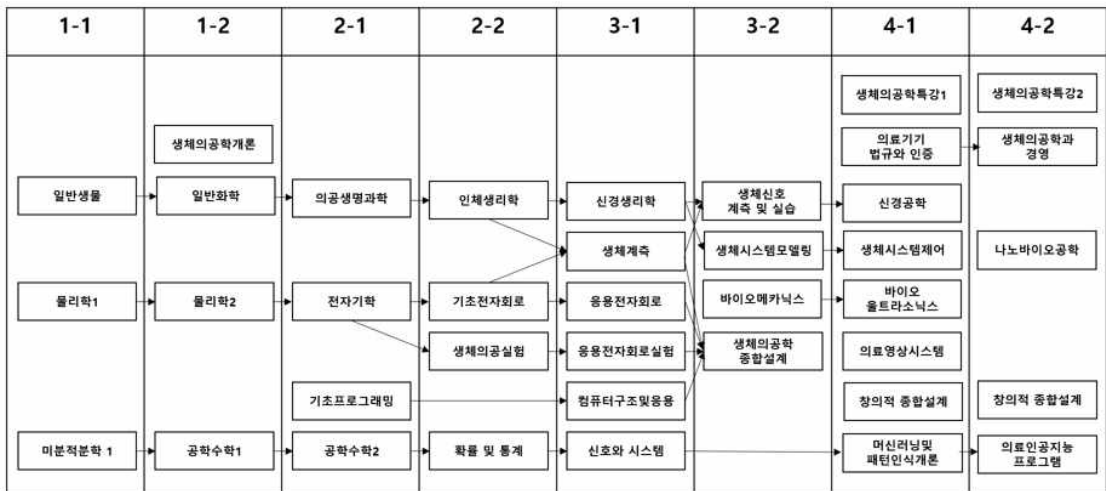 1-1
1-2
2-1
2-2
3-1
3-2
4-1
4-2
생체의공학특강1
생체의공학특강2
생체의공학개론
의료기기
법규와 인증
생체의공학과
경영
일반생물
일반화학
의공생명과학
인체생리학
신경생리학
생체신호
계측 및 실습
신경공학
생체계측
생체시스템모델링
생체시스템제어
나노바이오공학
물리학1
물리학2
전자기학
기초전자회로
응용전자회로
바이오메카닉스
바이오
울트라소닉스
생체의공실험
응용전자회로실험
생체의공학
종합설계
의료영상시스템
기초프로그래밍
컴퓨터구조및응용
창의적 종합설계
창의적 종합설계
미분적분학 1
공학수학1
공학수학2
확률 및 통계
신호와 시스템
머신러닝및
패턴인식개론
의료인공지능
프로그램